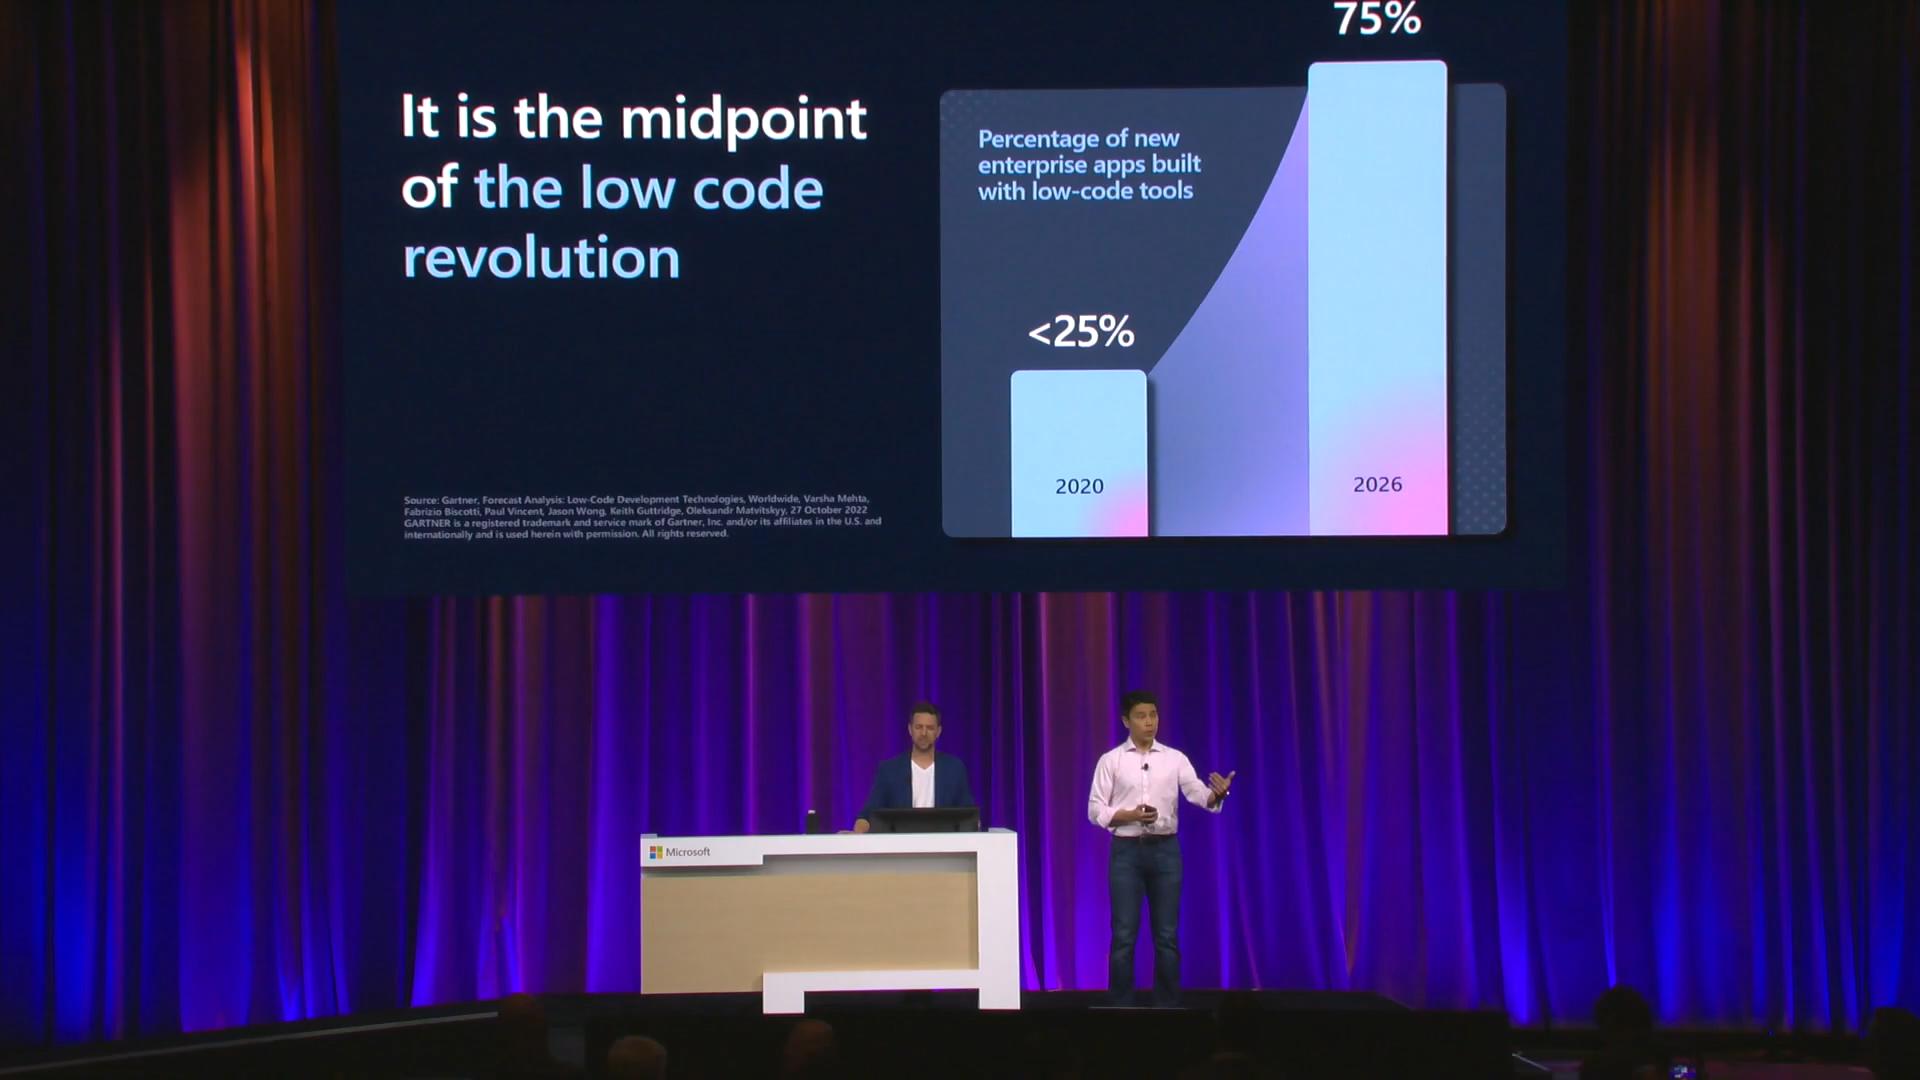 It is the midpoint
of the low code
revolution
75%
Percentage of new
enterprise apps built
with low-code tools
<25%
2020
2026
Source: Gartner, Forecast Analysis: Low-Code Development Technologies, Worldwide, Varsha Mehta,
Fabrizio Biscotti, Paul Vincent, Jason Wong, Keith Guttridge, Oleksandr Matvitskyy, 27 October 2022
GARTNER is a registered trademark and service mark of Gartner, Inc. and/or its affiliates in the U.S. and
internationally and is used herein with permission. All rights reserved.
Microsoft